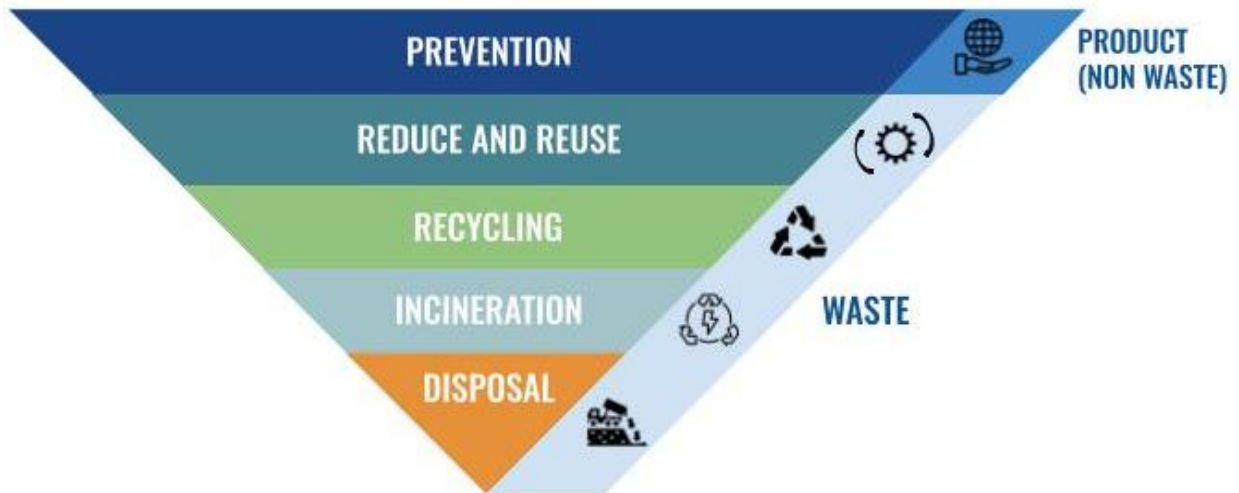 PREVENTION
PRODUCT
(NON WASTE)
REDUCE AND REUSE
RECYCLING
INCINERATION
WASTE
DISPOSAL